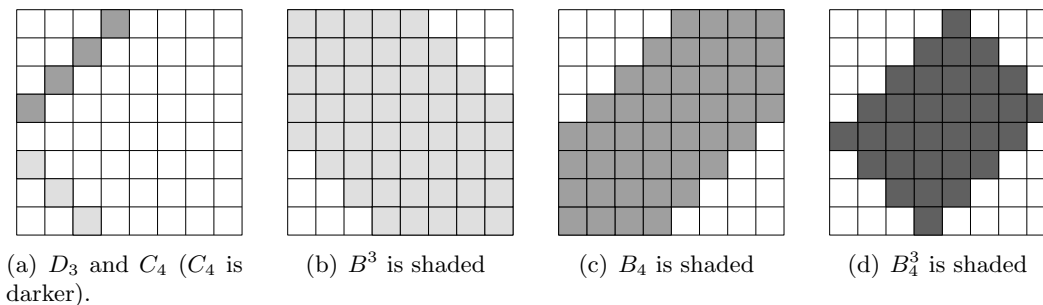 (a) $D_3$ and $C_4$ ($C_4$ is
darker).
(b) $B^3$ is shaded
(c) $B_4$ is shaded
(d) $B_4^3$ is shaded